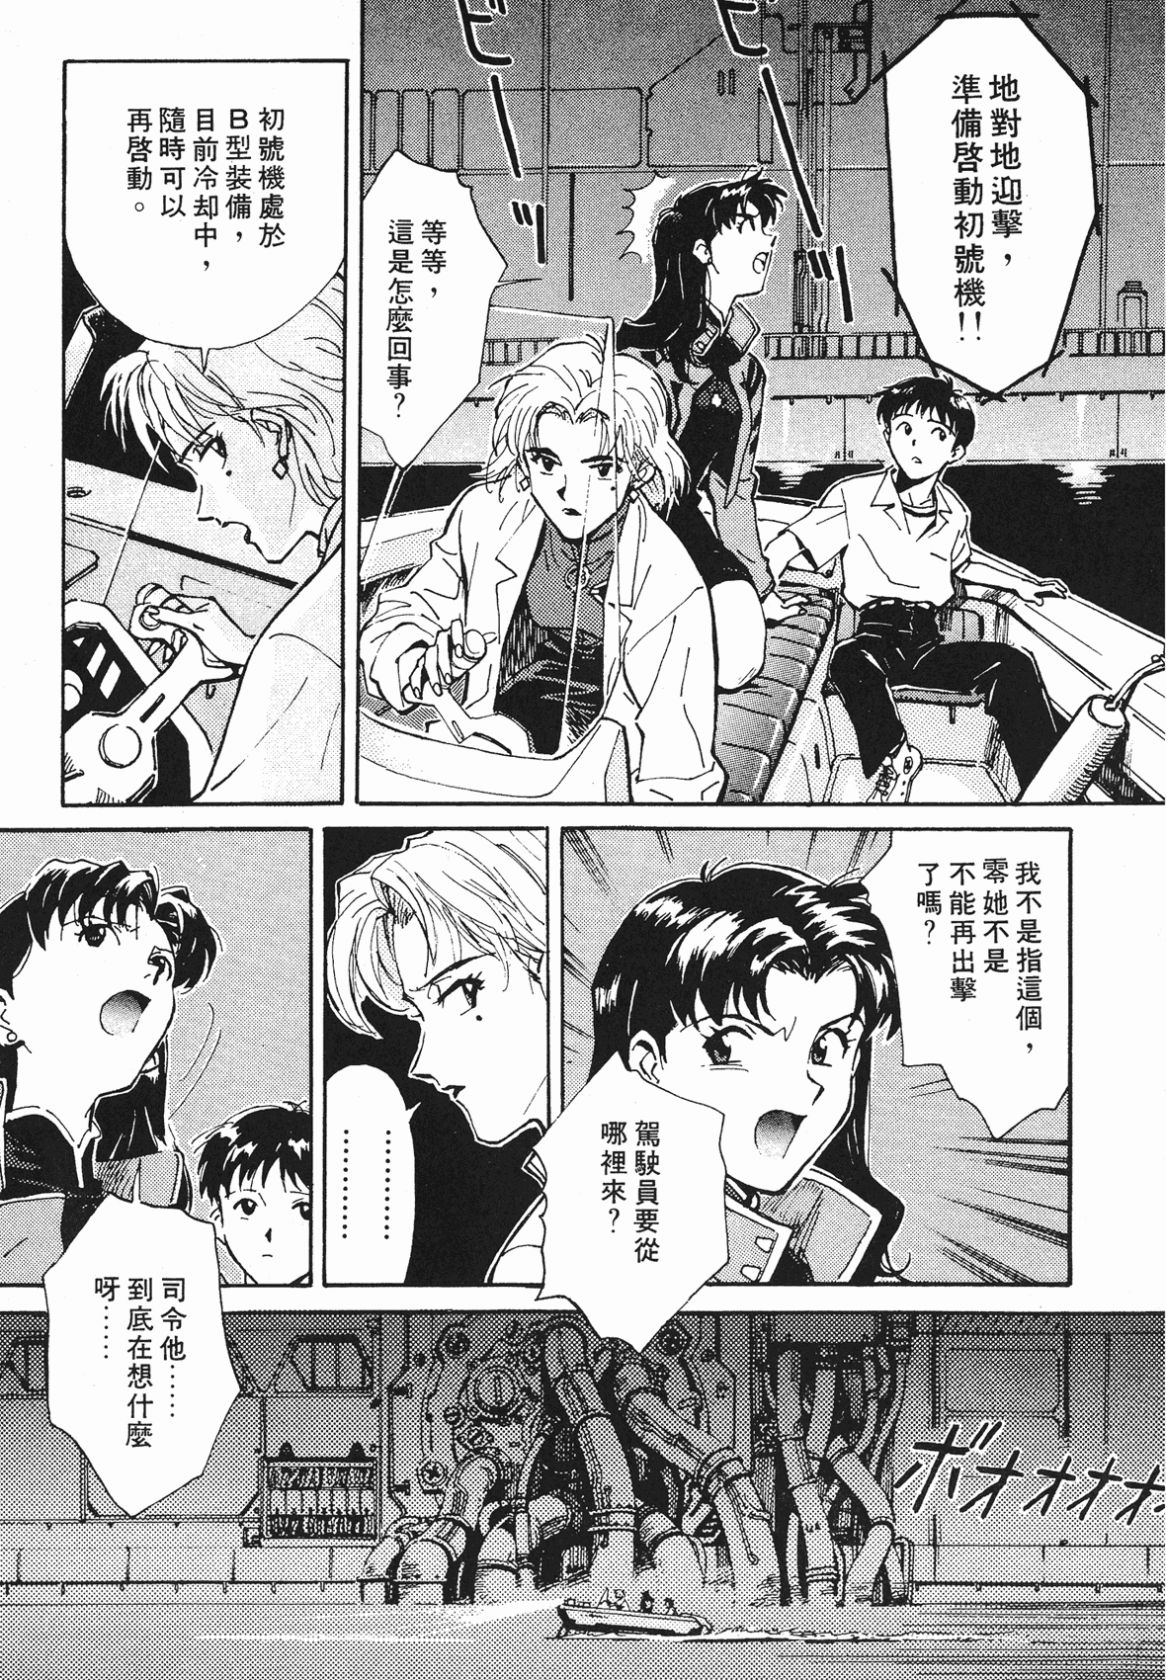 ビーッ
ビーッ
地對地迎擊，
準備啓動初號機!!
等等，
這是怎麼回事？
初號機處於
B型裝備，
目前冷却中，
隨時可以
再啓動。
我不是指這個，
零她不是
不能再出擊
了嗎？
駕駛員要從
哪裡來？
………
………
司令他……
到底在想什麼
呀……
ボオオオオオ